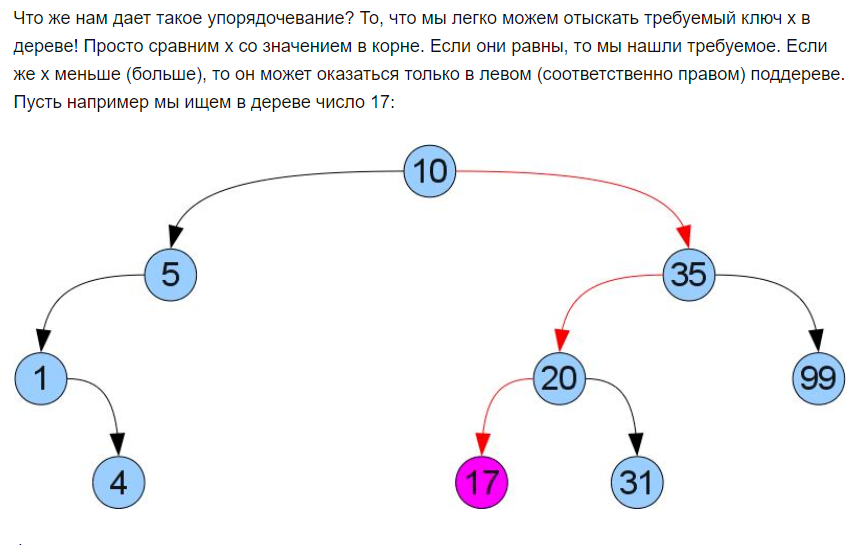 Что же нам дает такое упорядочевание? То, что мы легко можем отыскать требуемый ключ x в
дереве! Просто сравним x со значением в корне. Если они равны, то мы нашли требуемое. Если
же x меньше (больше), то он может оказаться только в левом (соответственно правом) поддереве.
Пусть например мы ищем в дереве число 17:
10
5
35
1
20
99
4
17
31